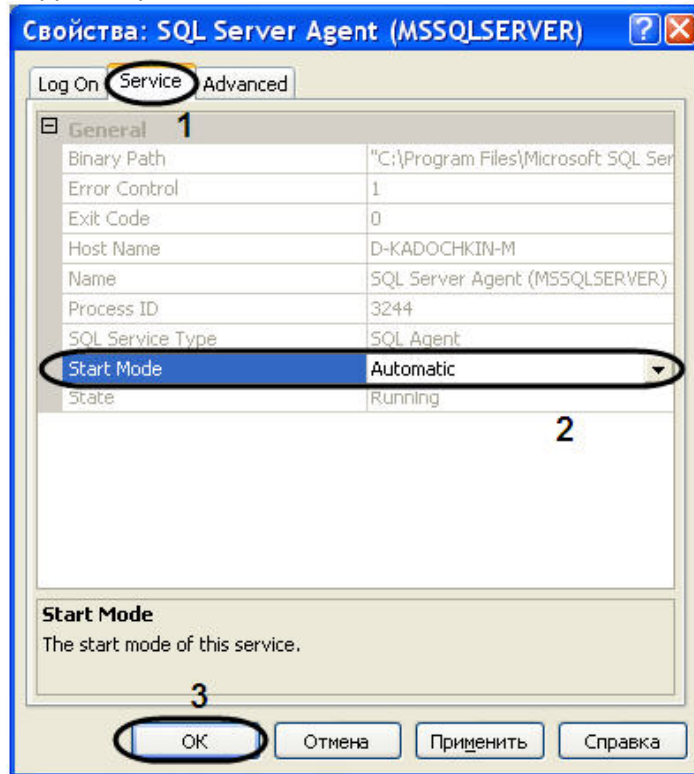 Свойства: SQL Server Agent (MSSQLSERVER)
Log On Service Advanced
1
General
Binary Path "C:\Program Files\Microsoft SQL Ser
Error Control 1
Exit Code 0
Host Name D-KADOCHKIN-M
Name SQL Server Agent (MSSQLSERVER)
Process ID 3244
SQL Service Type SQL Agent
Start Mode Automatic
State Running
2
Start Mode
The start mode of this service.
3
ОК Отмена Применить Справка